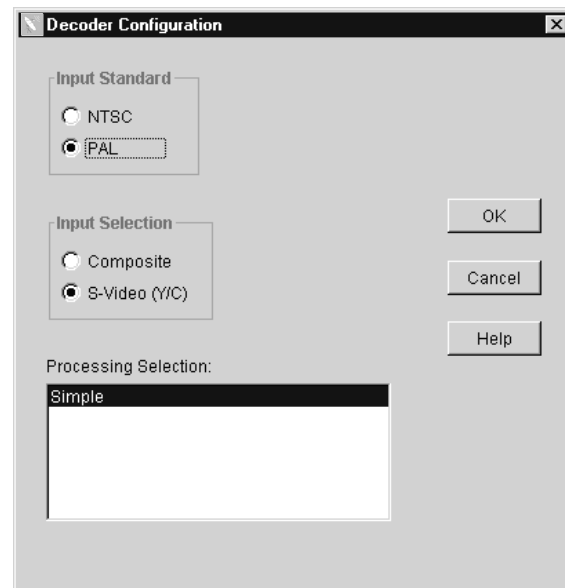 Decoder Configuration
Input Standard
NTSC
PAL
Input Selection
Composite
S-Video (Y/C)
OK
Cancel
Help
Processing Selection:
Simple